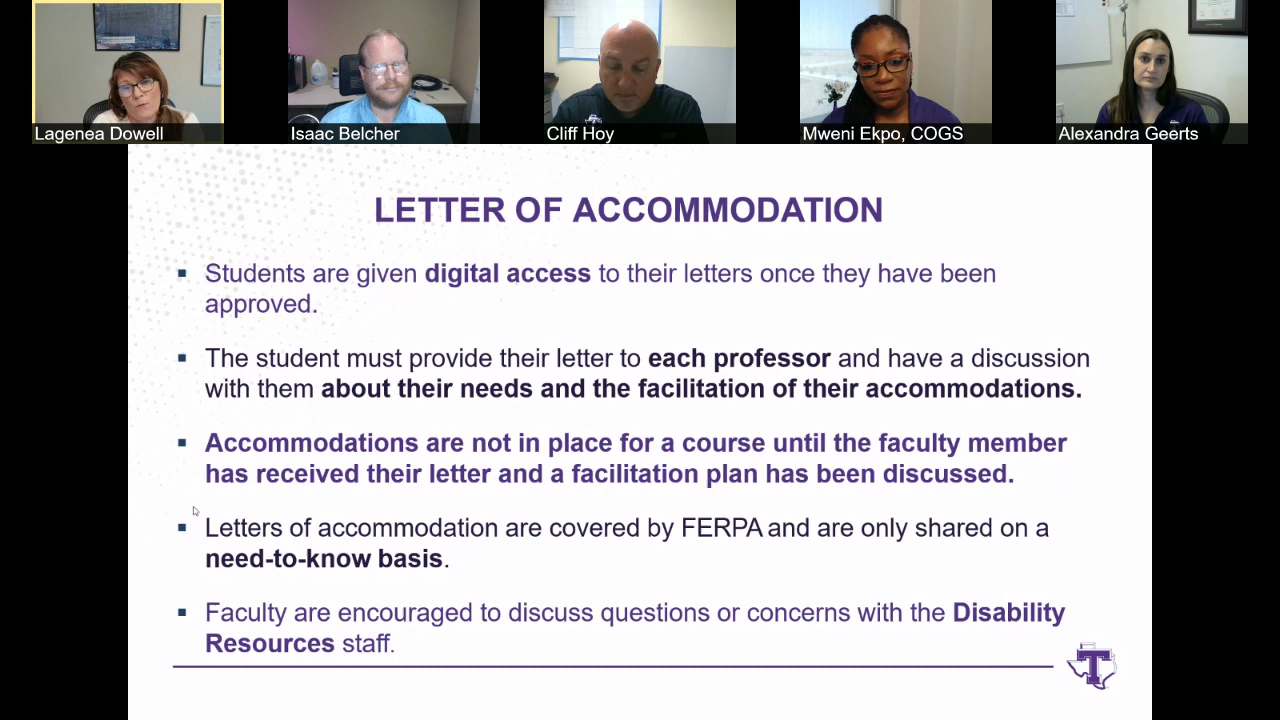 Lagenea Dowell
Isaac Belcher
Cliff Hoy
Mweni Ekpo, COGS
Alexandra Geerts
LETTER OF ACCOMMODATION
▪ Students are given digital access to their letters once they have been
approved.
▪ The student must provide their letter to each professor and have a discussion
with them about their needs and the facilitation of their accommodations.
▪ Accommodations are not in place for a course until the faculty member
has received their letter and a facilitation plan has been discussed.
▪ Letters of accommodation are covered by FERPA and are only shared on a
need-to-know basis.
▪ Faculty are encouraged to discuss questions or concerns with the Disability
Resources staff.
T